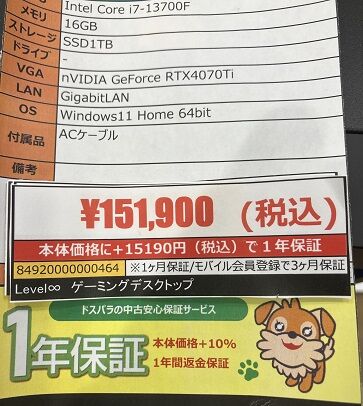 Intel Core i7-13700F
メモリ 16GB
ストレージ SSD1TB
ドライブ -
VGA nVIDIA GeForce RTX4070Ti
LAN GigabitLAN
OS Windows11 Home 64bit
付属品 ACケーブル
備考
¥151,900 (税込)
本体価格に+15190円（税込）で１年保証
84920000000464 ※1ヶ月保証/モバイル会員登録で3ヶ月保証
Level∞ ゲーミングデスクトップ
ドスパラの中古安心保証サービス
1年保証
本体価格+10%
1年間返金保証